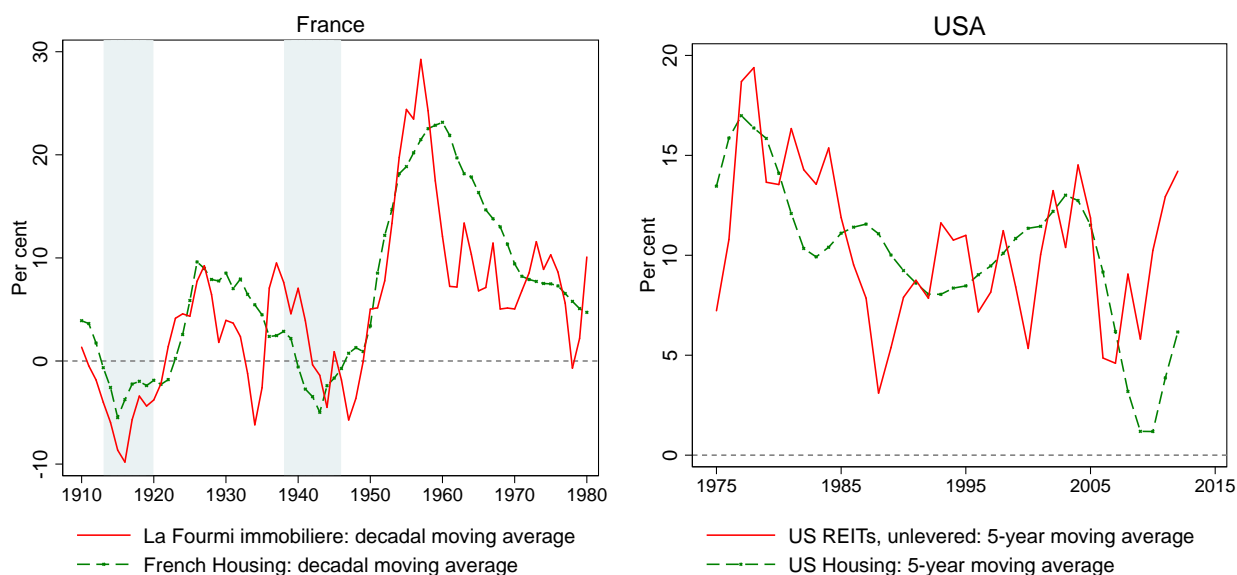 France
Per cent
30
20
10
0
-10
1910 1920 1930 1940 1950 1960 1970 1980
La Fourmi immobiliere: decadal moving average
French Housing: decadal moving average
USA
Per cent
20
15
10
5
0
1975 1985 1995 2005 2015
US REITs, unlevered: 5-year moving average
US Housing: 5-year moving average